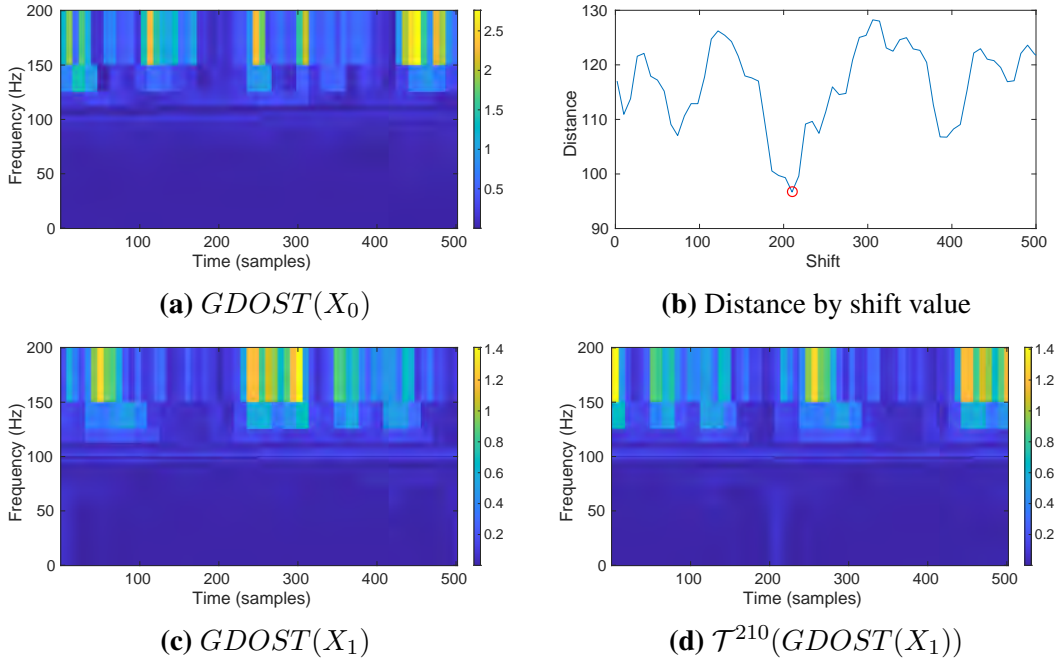 200
150
100
50
0
Frequency (Hz)
100 200 300 400 500
Time (samples)
2.5
2
1.5
1
0.5
(a) GDOST(X₀)
130
120
110
100
90
Distance
0 100 200 300 400 500
Shift
(b) Distance by shift value
200
150
100
50
0
Frequency (Hz)
100 200 300 400 500
Time (samples)
1.4
1.2
1
0.8
0.6
0.4
0.2
(c) GDOST(X₁)
200
150
100
50
0
Frequency (Hz)
100 200 300 400 500
Time (samples)
1.4
1.2
1
0.8
0.6
0.4
0.2
(d) 𝒯²¹⁰(GDOST(X₁))